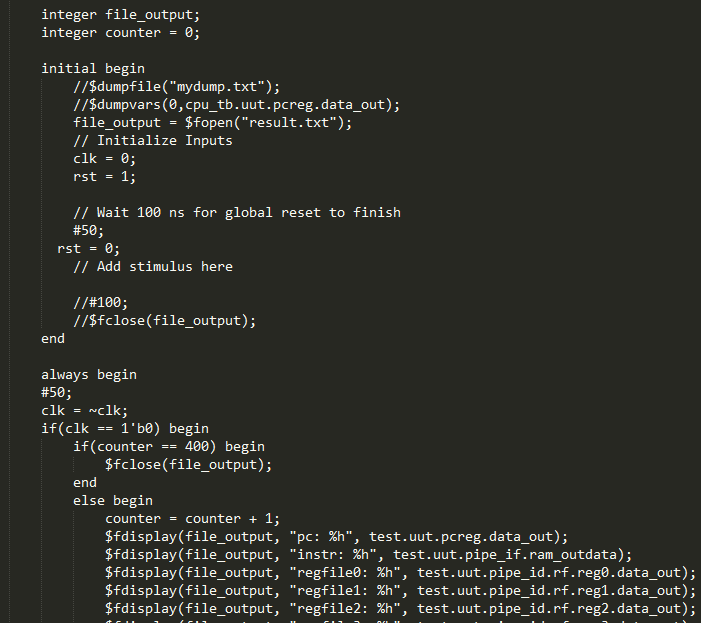 integer file_output;
integer counter = 0;
initial begin
//$dumpfile("mydump.txt");
//$dumpvars(0,cpu_tb.uut.pcreg.data_out);
file_output = $fopen("result.txt");
// Initialize Inputs
clk = 0;
rst = 1;
// Wait 100 ns for global reset to finish
#50;
rst = 0;
// Add stimulus here
//#100;
//$fclose(file_output);
end
always begin
#50;
clk = ~clk;
if(clk == 1'b0) begin
if(counter == 400) begin
$fclose(file_output);
end
else begin
counter = counter + 1;
$fdisplay(file_output, "pc: %h", test.uut.pcreg.data_out);
$fdisplay(file_output, "instr: %h", test.uut.pipe_if.ram_outdata);
$fdisplay(file_output, "regfile0: %h", test.uut.pipe_id.rf.reg0.data_out);
$fdisplay(file_output, "regfile1: %h", test.uut.pipe_id.rf.reg1.data_out);
$fdisplay(file_output, "regfile2: %h", test.uut.pipe_id.rf.reg2.data_out);